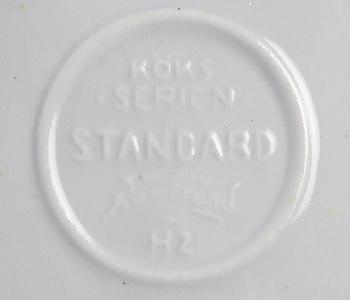 KÖKS
·SERIEN·
STANDARD
H2